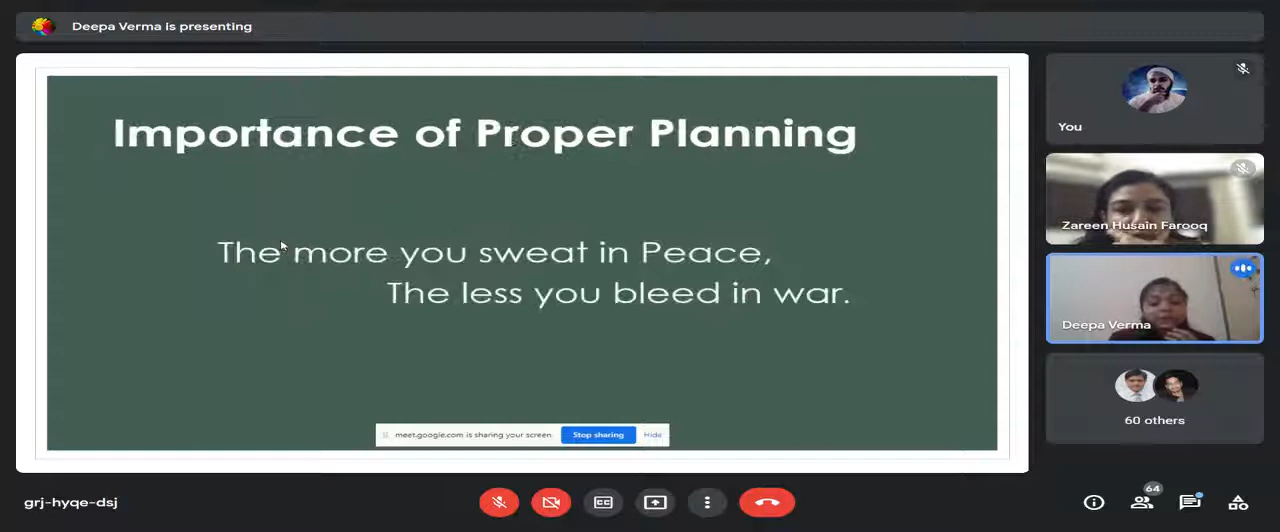 Deepa Verma is presenting
Importance of Proper Planning
The more you sweat in Peace,
The less you bleed in war.
meet.google.com is sharing your screen. Stop sharing Hide
You
Zareen Husain Farooq
Deepa Verma
60 others
grj-hyqe-dsj
CC
64